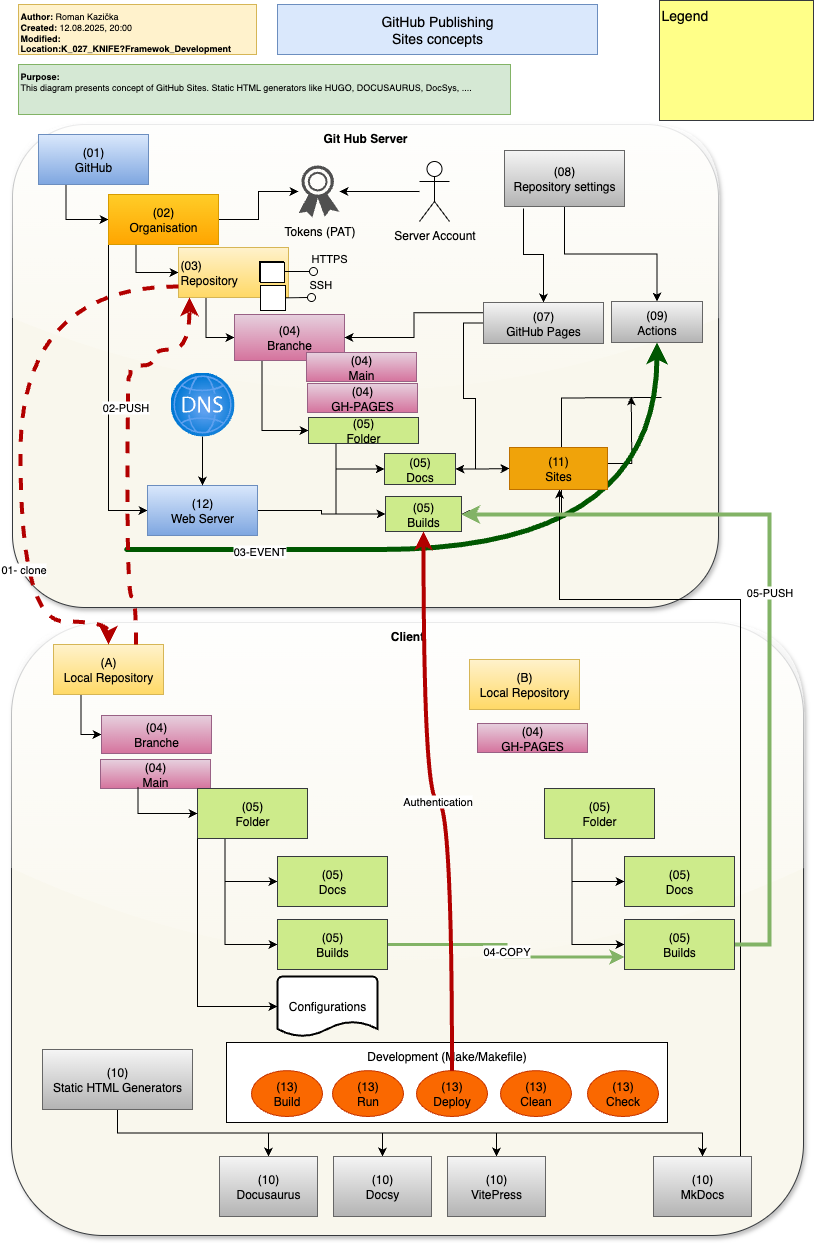 Author: Roman Kazička
Created: 12.08.2025, 20:00
Modified:
Location:K_027_KNIFE?Framewok_Development
GitHub Publishing
Sites concepts
Legend
Purpose:
This diagram presents concept of GitHub Sites. Static HTML generators like HUGO, DOCUSAURUS, DocSys, ....
Git Hub Server
(01)
GitHub
(02)
Organisation
Tokens (PAT)
Server Account
(08)
Repository settings
(03)
Repository
HTTPS
SSH
(04)
Branche
(07)
GitHub Pages
(09)
Actions
(04)
Main
(04)
GH-PAGES
02-PUSH
DNS
(05)
Folder
(05)
Docs
(11)
Sites
(12)
Web Server
(05)
Builds
03-EVENT
01- clone
05-PUSH
Client
(A)
Local Repository
(B)
Local Repository
(04)
Branche
(04)
GH-PAGES
(04)
Main
(05)
Folder
Authentication
(05)
Folder
(05)
Docs
(05)
Docs
(05)
Builds
04-COPY
(05)
Builds
Configurations
Development (Make/Makefile)
(10)
Static HTML Generators
(13)
Build
(13)
Run
(13)
Deploy
(13)
Clean
(13)
Check
(10)
Docusaurus
(10)
Docsy
(10)
VitePress
(10)
MkDocs